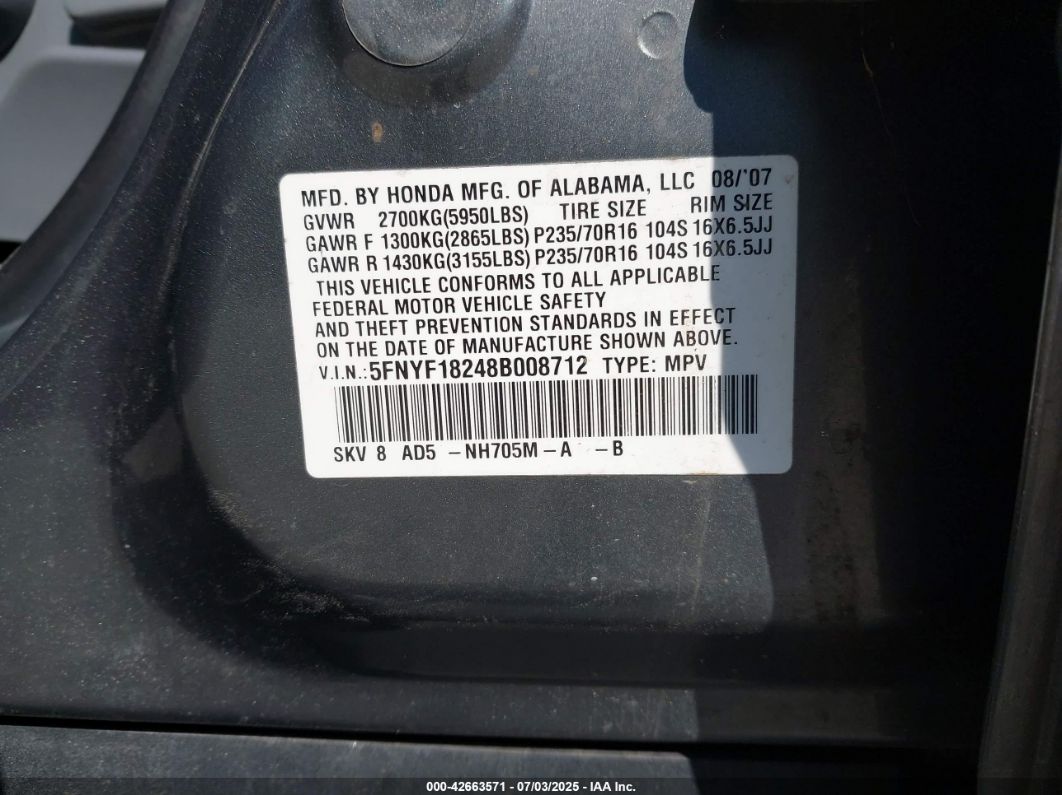 MFD. BY HONDA MFG. OF ALABAMA, LLC 08/'07
GVWR 2700KG(5950LBS) TIRE SIZE RIM SIZE
GAWR F 1300KG(2865LBS) P235/70R16 104S 16X6.5JJ
GAWR R 1430KG(3155LBS) P235/70R16 104S 16X6.5JJ
THIS VEHICLE CONFORMS TO ALL APPLICABLE
FEDERAL MOTOR VEHICLE SAFETY
AND THEFT PREVENTION STANDARDS IN EFFECT
ON THE DATE OF MANUFACTURE SHOWN ABOVE.
V.I.N.: 5FNYF18248B008712 TYPE: MPV
SKV 8 AD5 -NH705M-A -B
000-42663571 - 07/03/2025 - IAA Inc.